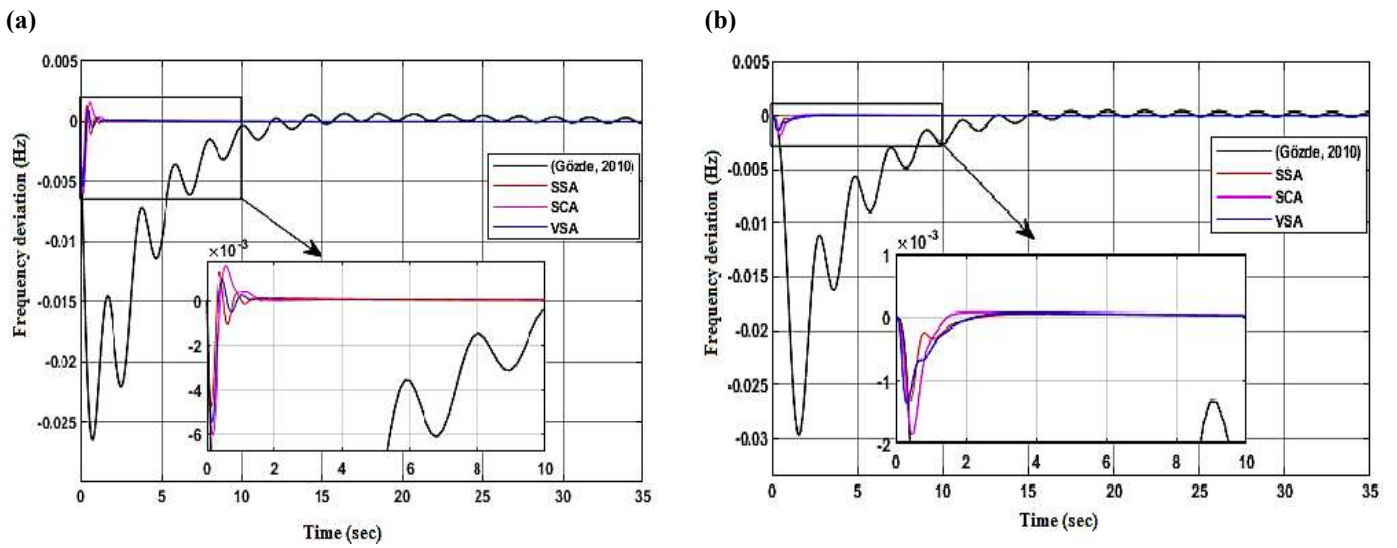 (a)
Frequency deviation (Hz)
0.005
0
-0.005
-0.01
-0.015
-0.02
-0.025
(Gözde, 2010)
SSA
SCA
VSA
×10⁻³
0
-2
-4
-6
0 2 4 6 8 10
0 5 10 15 20 25 30 35
Time (sec)
(b)
Frequency deviation (Hz)
0.005
0
-0.005
-0.01
-0.015
-0.02
-0.025
-0.03
(Gözde, 2010)
SSA
SCA
VSA
×10⁻³
1
0
-1
-2
0 2 4 6 8 10
0 5 10 15 20 25 30 35
Time (sec)